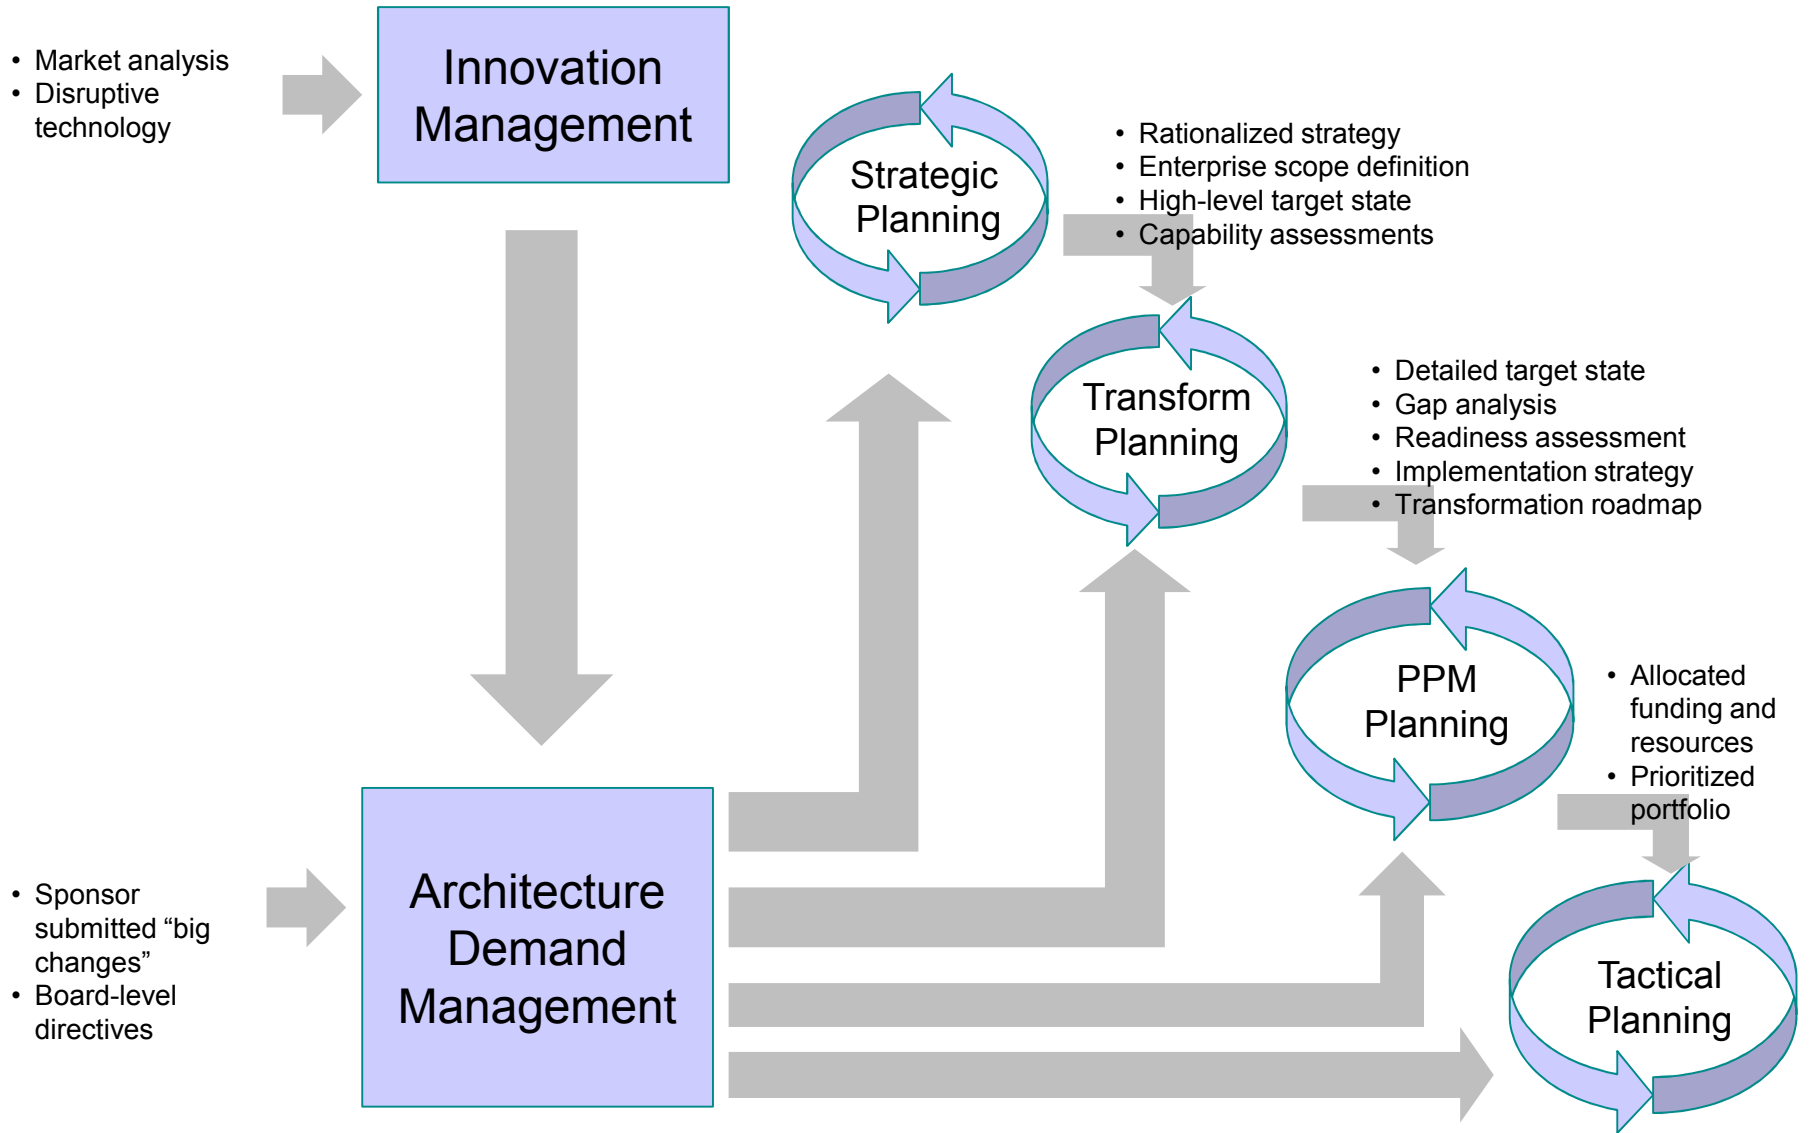 • Market analysis
• Disruptive
technology
Innovation
Management
Strategic
Planning
• Rationalized strategy
• Enterprise scope definition
• High-level target state
• Capability assessments
Transform
Planning
• Detailed target state
• Gap analysis
• Readiness assessment
• Implementation strategy
• Transformation roadmap
PPM
Planning
• Allocated
funding and
resources
• Prioritized
portfolio
• Sponsor
submitted “big
changes”
• Board-level
directives
Architecture
Demand
Management
Tactical
Planning